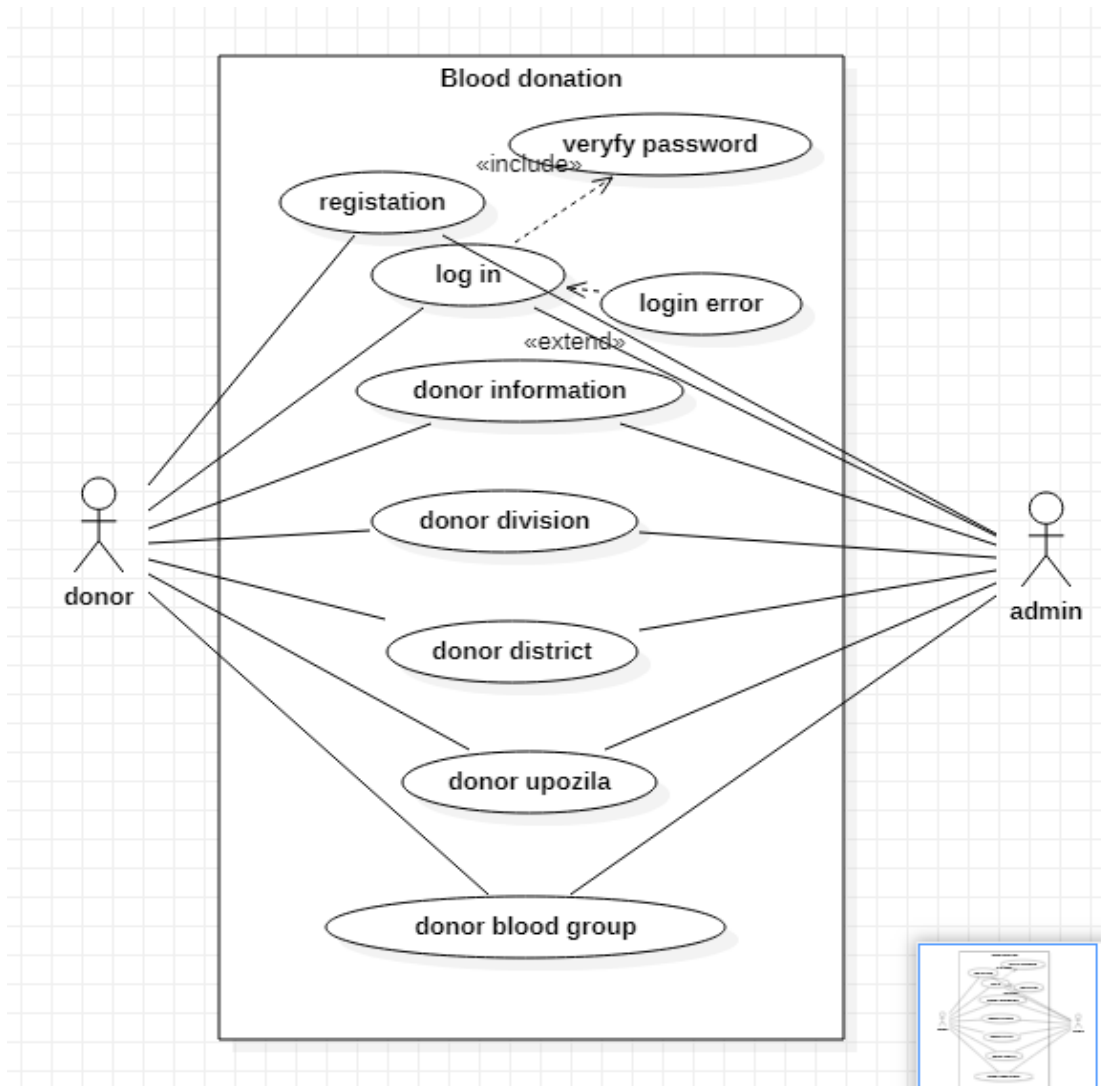 Blood donation
veryfy password
«include»
registation
log in
login error
«extend»
donor information
donor division
donor
admin
donor district
donor upozila
donor blood group